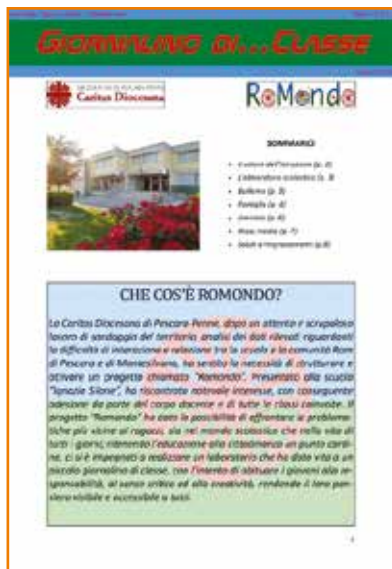 GIORNALINO DI...CLASSE
Caritas Diocesana
RoMondo
SOMMARIO
Bullismo (p. 5)
Famiglia (p. 6)
CHE COS'È ROMONDO?
La Caritas Diocesana di Pescara-Penne, dopo un attento e scrupoloso
lavoro di sondaggio del territorio, analisi dei dati rilevati riguardanti
la difficoltà di interazione e relazione tra la scuola e la comunità Rom
di Pescara e di Montesilvano, ha sentito la necessità di strutturare e
attivare un progetto chiamato "Romondo". Presentato alla scuola
"Ignazio Silone", ha riscontrato notevole interesse, con conseguente
adesione da parte del corpo docente e di tutte le classi coinvolte. Il
progetto "Romondo" ha dato la possibilità di affrontare le problema-
tiche più vicine ai ragazzi, sia nel mondo scolastico che nella vita di
tutti i giorni, ritenendo l'educazione alla cittadinanza un punto cardi-
ne, ci si è impegnati a realizzare un laboratorio che ha dato vita a un
piccolo giornalino di classe, con l'intento di abituare i giovani alla re-
sponsabilità, al senso critico ed alla creatività, rendendo il loro pen-
siero visibile e accessibile a tutti.